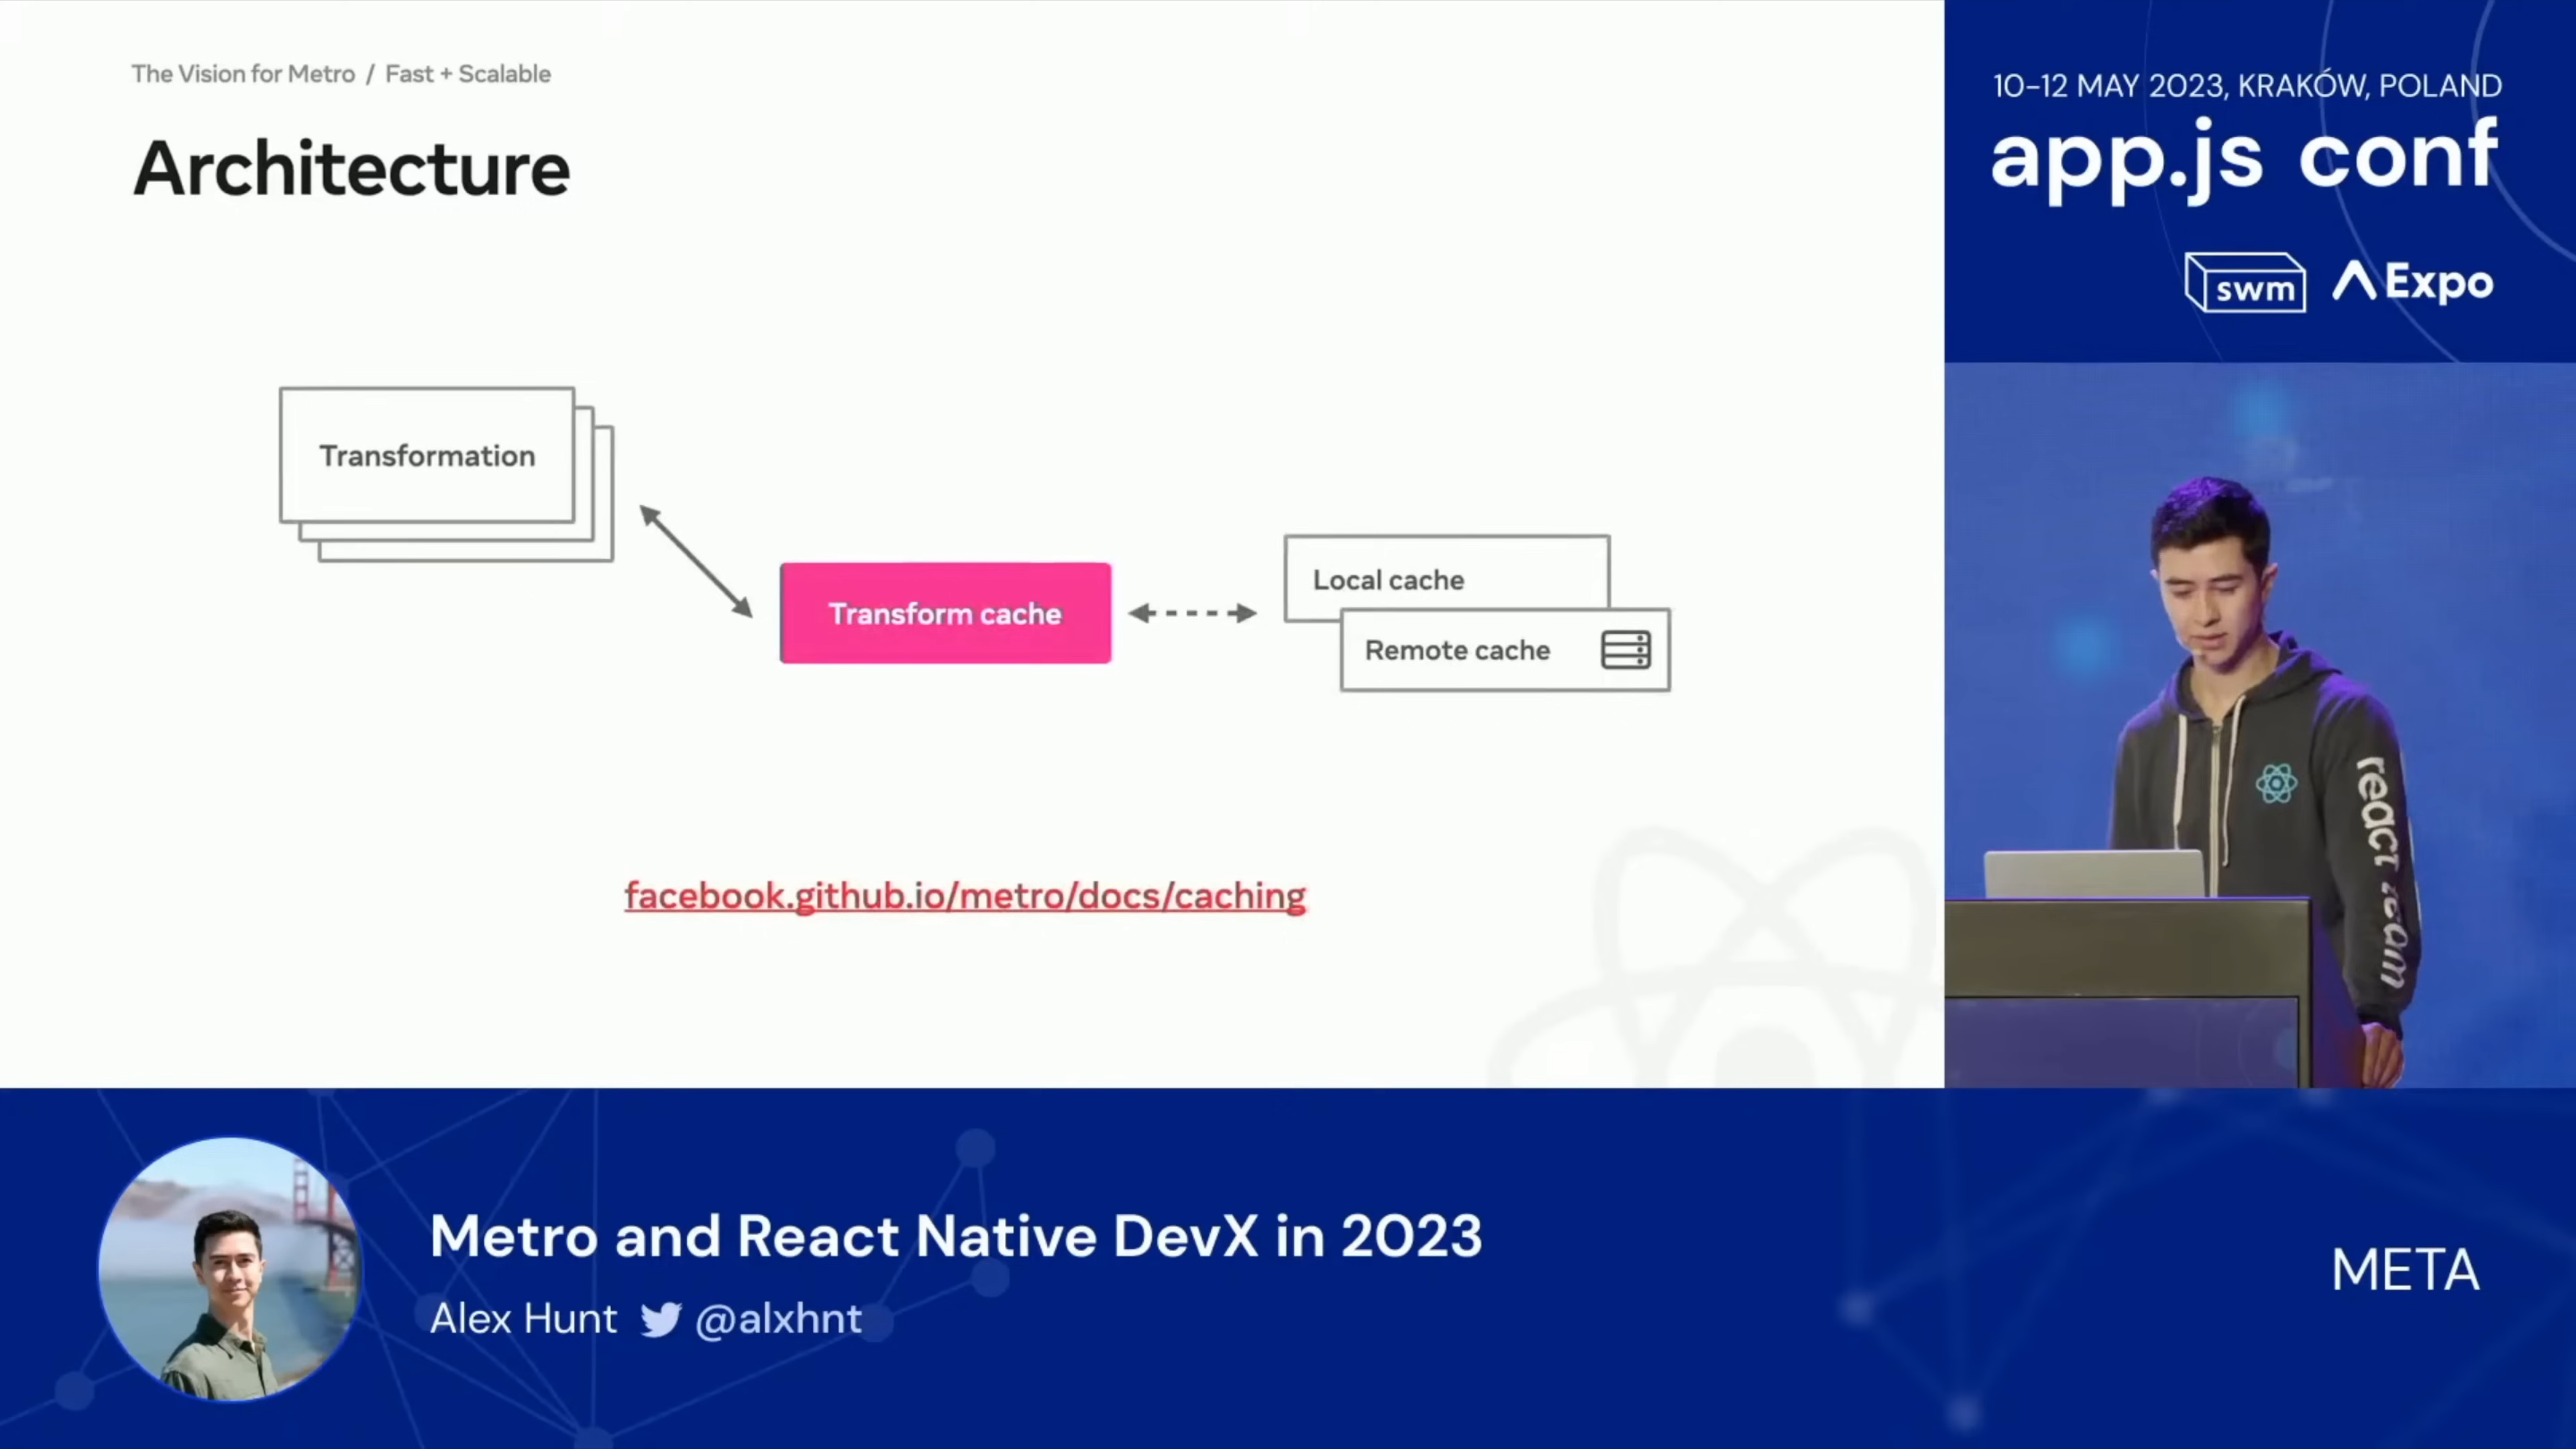 The Vision for Metro / Fast + Scalable
Architecture
Transformation
Transform cache
Local cache
Remote cache
facebook.github.io/metro/docs/caching
10–12 MAY 2023, KRAKÓW, POLAND
app.js conf
swm
Expo
react team
Metro and React Native DevX in 2023
Alex Hunt @alxhnt
META